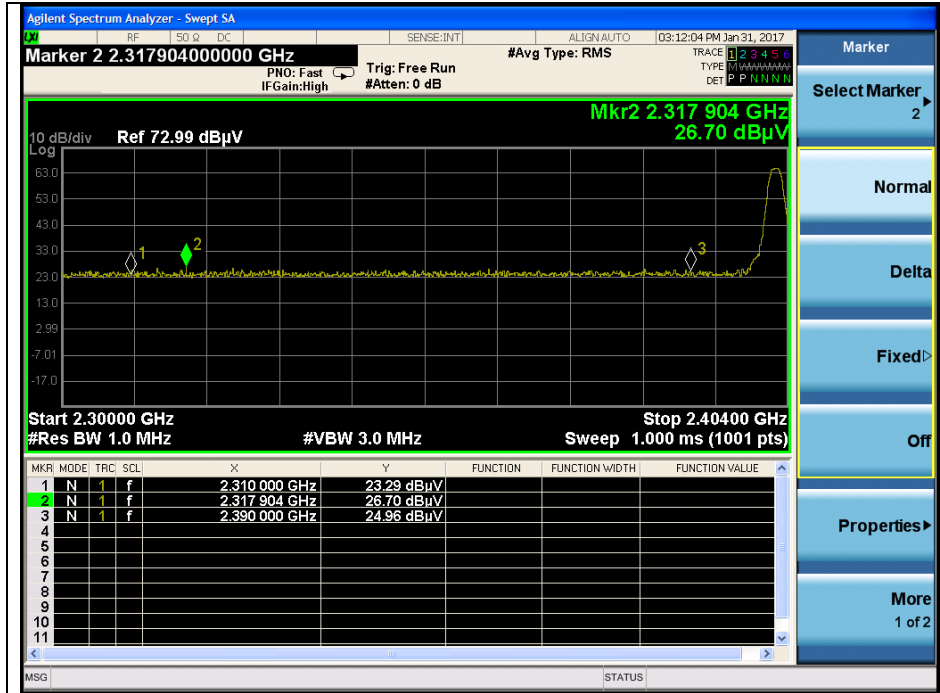 Agilent Spectrum Analyzer - Swept SA
LXI RF 50 Ω DC SENSE:INT ALIGN AUTO 03:12:04 PM Jan 31, 2017
Marker 2 2.317904000000 GHz
PNO: Fast
IFGain:High
Trig: Free Run
#Atten: 0 dB
#Avg Type: RMS
TRACE 1 2 3 4 5 6
TYPE M W W W W W
DET P P N N N N
Mkr2 2.317 904 GHz
26.70 dBµV
10 dB/div Ref 72.99 dBµV
Log
63.0
53.0
43.0
33.0
23.0
13.0
2.99
-7.01
-17.0
1
2
3
Start 2.30000 GHz Stop 2.40400 GHz
#Res BW 1.0 MHz #VBW 3.0 MHz Sweep 1.000 ms (1001 pts)
MKR MODE TRC SCL X Y FUNCTION FUNCTION WIDTH FUNCTION VALUE
1 N 1 f 2.310 000 GHz 23.29 dBµV
2 N 1 f 2.317 904 GHz 26.70 dBµV
3 N 1 f 2.390 000 GHz 24.96 dBµV
4
5
6
7
8
9
10
11
MSG STATUS
Marker
Select Marker
2
Normal
Delta
Fixed
Off
Properties
More
1 of 2